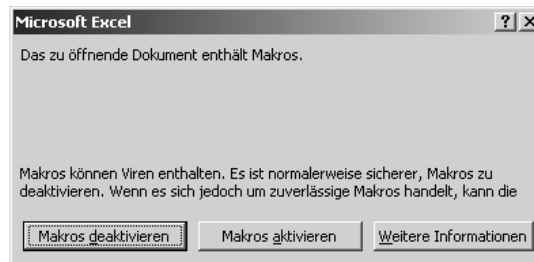 Microsoft Excel
Das zu öffnende Dokument enthält Makros.
Makros können Viren enthalten. Es ist normalerweise sicherer, Makros zu
deaktivieren. Wenn es sich jedoch um zuverlässige Makros handelt, kann die
Makros deaktivieren Makros aktivieren Weitere Informationen